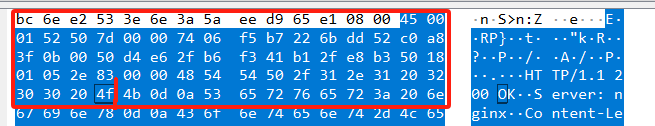 bc 6e e2 53 3e 6e 3a 5a ee d9 65 e1 08 00 45 00 ·n·S>n:Z ··e···E·
01 52 50 7d 00 00 74 06 f5 b7 22 6b dd 52 c0 a8 ·RP}··t· ··"k·R··
3f 0b 00 50 d4 e6 2f b6 f3 41 b1 2f e8 b3 50 18 ?··P··/· ·A·/··P·
01 05 2e 83 00 00 48 54 54 50 2f 31 2e 31 20 32 ··.···HT TP/1.1 2
30 30 20 4f 4b 0d 0a 53 65 72 76 65 72 3a 20 6e 00 OK··S erver: n
67 69 6e 78 0d 0a 43 6f 6e 74 65 6e 74 2d 4c 65 ginx··Co ntent-Le